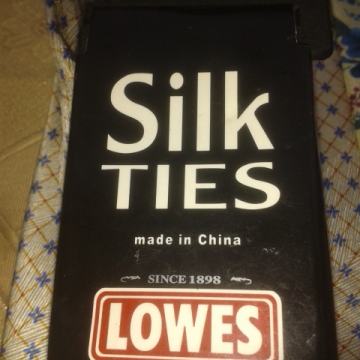 Silk
TIES
made in China
SINCE 1898
LOWES